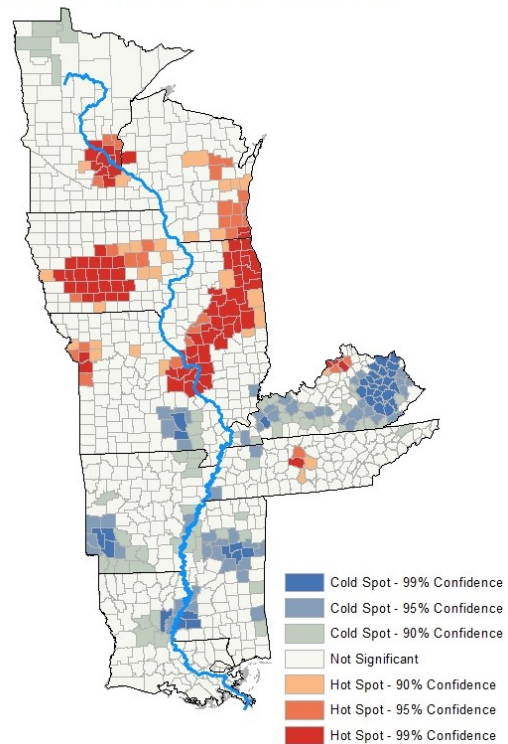 Cold Spot - 99% Confidence
Cold Spot - 95% Confidence
Cold Spot - 90% Confidence
Not Significant
Hot Spot - 90% Confidence
Hot Spot - 95% Confidence
Hot Spot - 99% Confidence